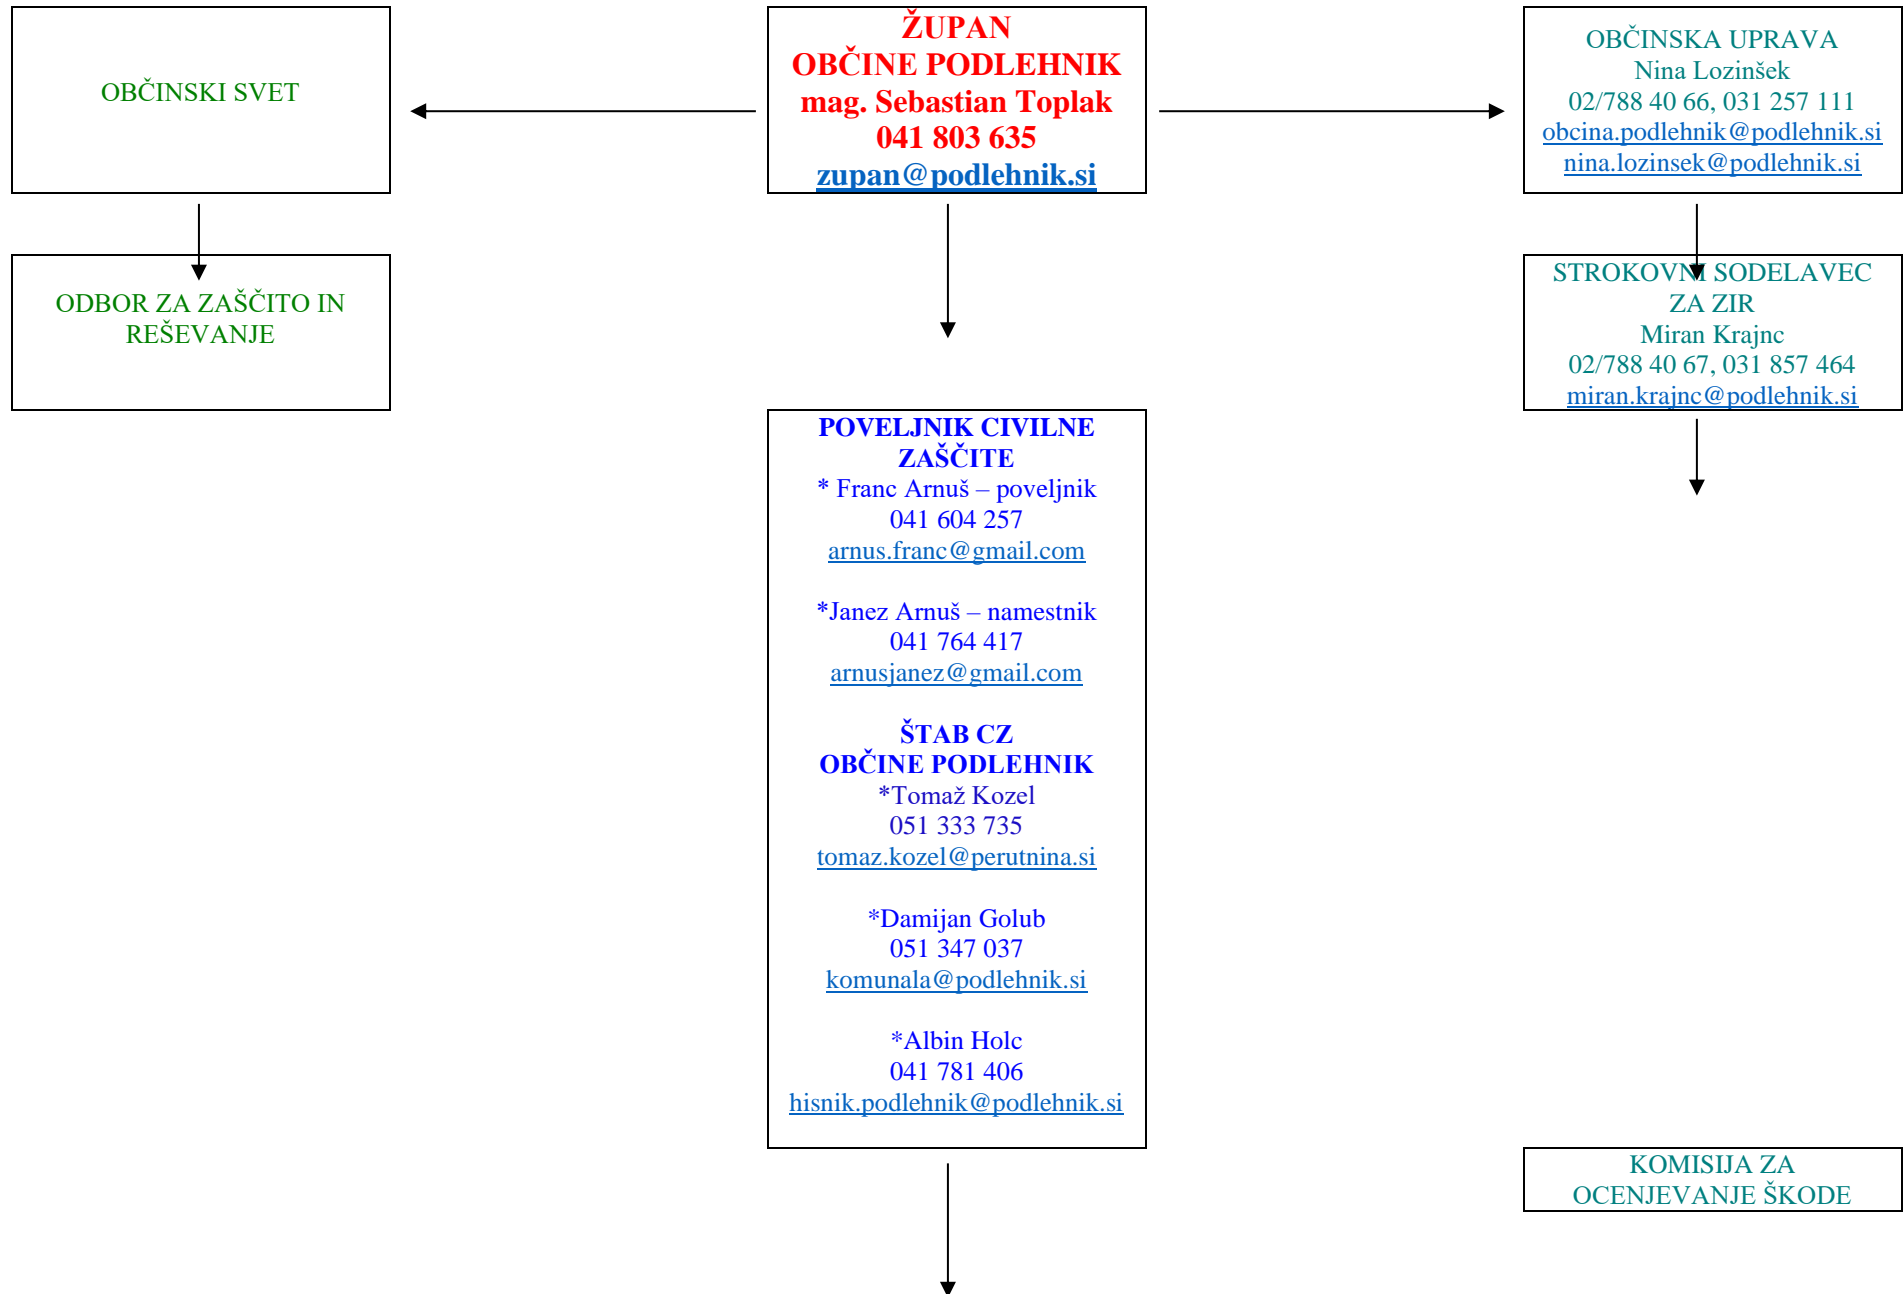 OBČINSKI SVET
ŽUPAN
OBČINE PODLEHNIK
mag. Sebastian Toplak
041 803 635
zupan@podlehnik.si
OBČINSKA UPRAVA
Nina Lozinšek
02/788 40 66, 031 257 111
obcina.podlehnik@podlehnik.si
nina.lozinsek@podlehnik.si
ODBOR ZA ZAŠČITO IN
REŠEVANJE
STROKOVNI SODELAVEC
ZA ZIR
Miran Krajnc
02/788 40 67, 031 857 464
miran.krajnc@podlehnik.si
POVELJNIK CIVILNE
ZAŠČITE
* Franc Arnuš – poveljnik
041 604 257
arnus.franc@gmail.com
*Janez Arnuš – namestnik
041 764 417
arnusjanez@gmail.com
ŠTAB CZ
OBČINE PODLEHNIK
*Tomaž Kozel
051 333 735
tomaz.kozel@perutnina.si
*Damijan Golub
051 347 037
komunala@podlehnik.si
*Albin Holc
041 781 406
hisnik.podlehnik@podlehnik.si
KOMISIJA ZA
OCENJEVANJE ŠKODE